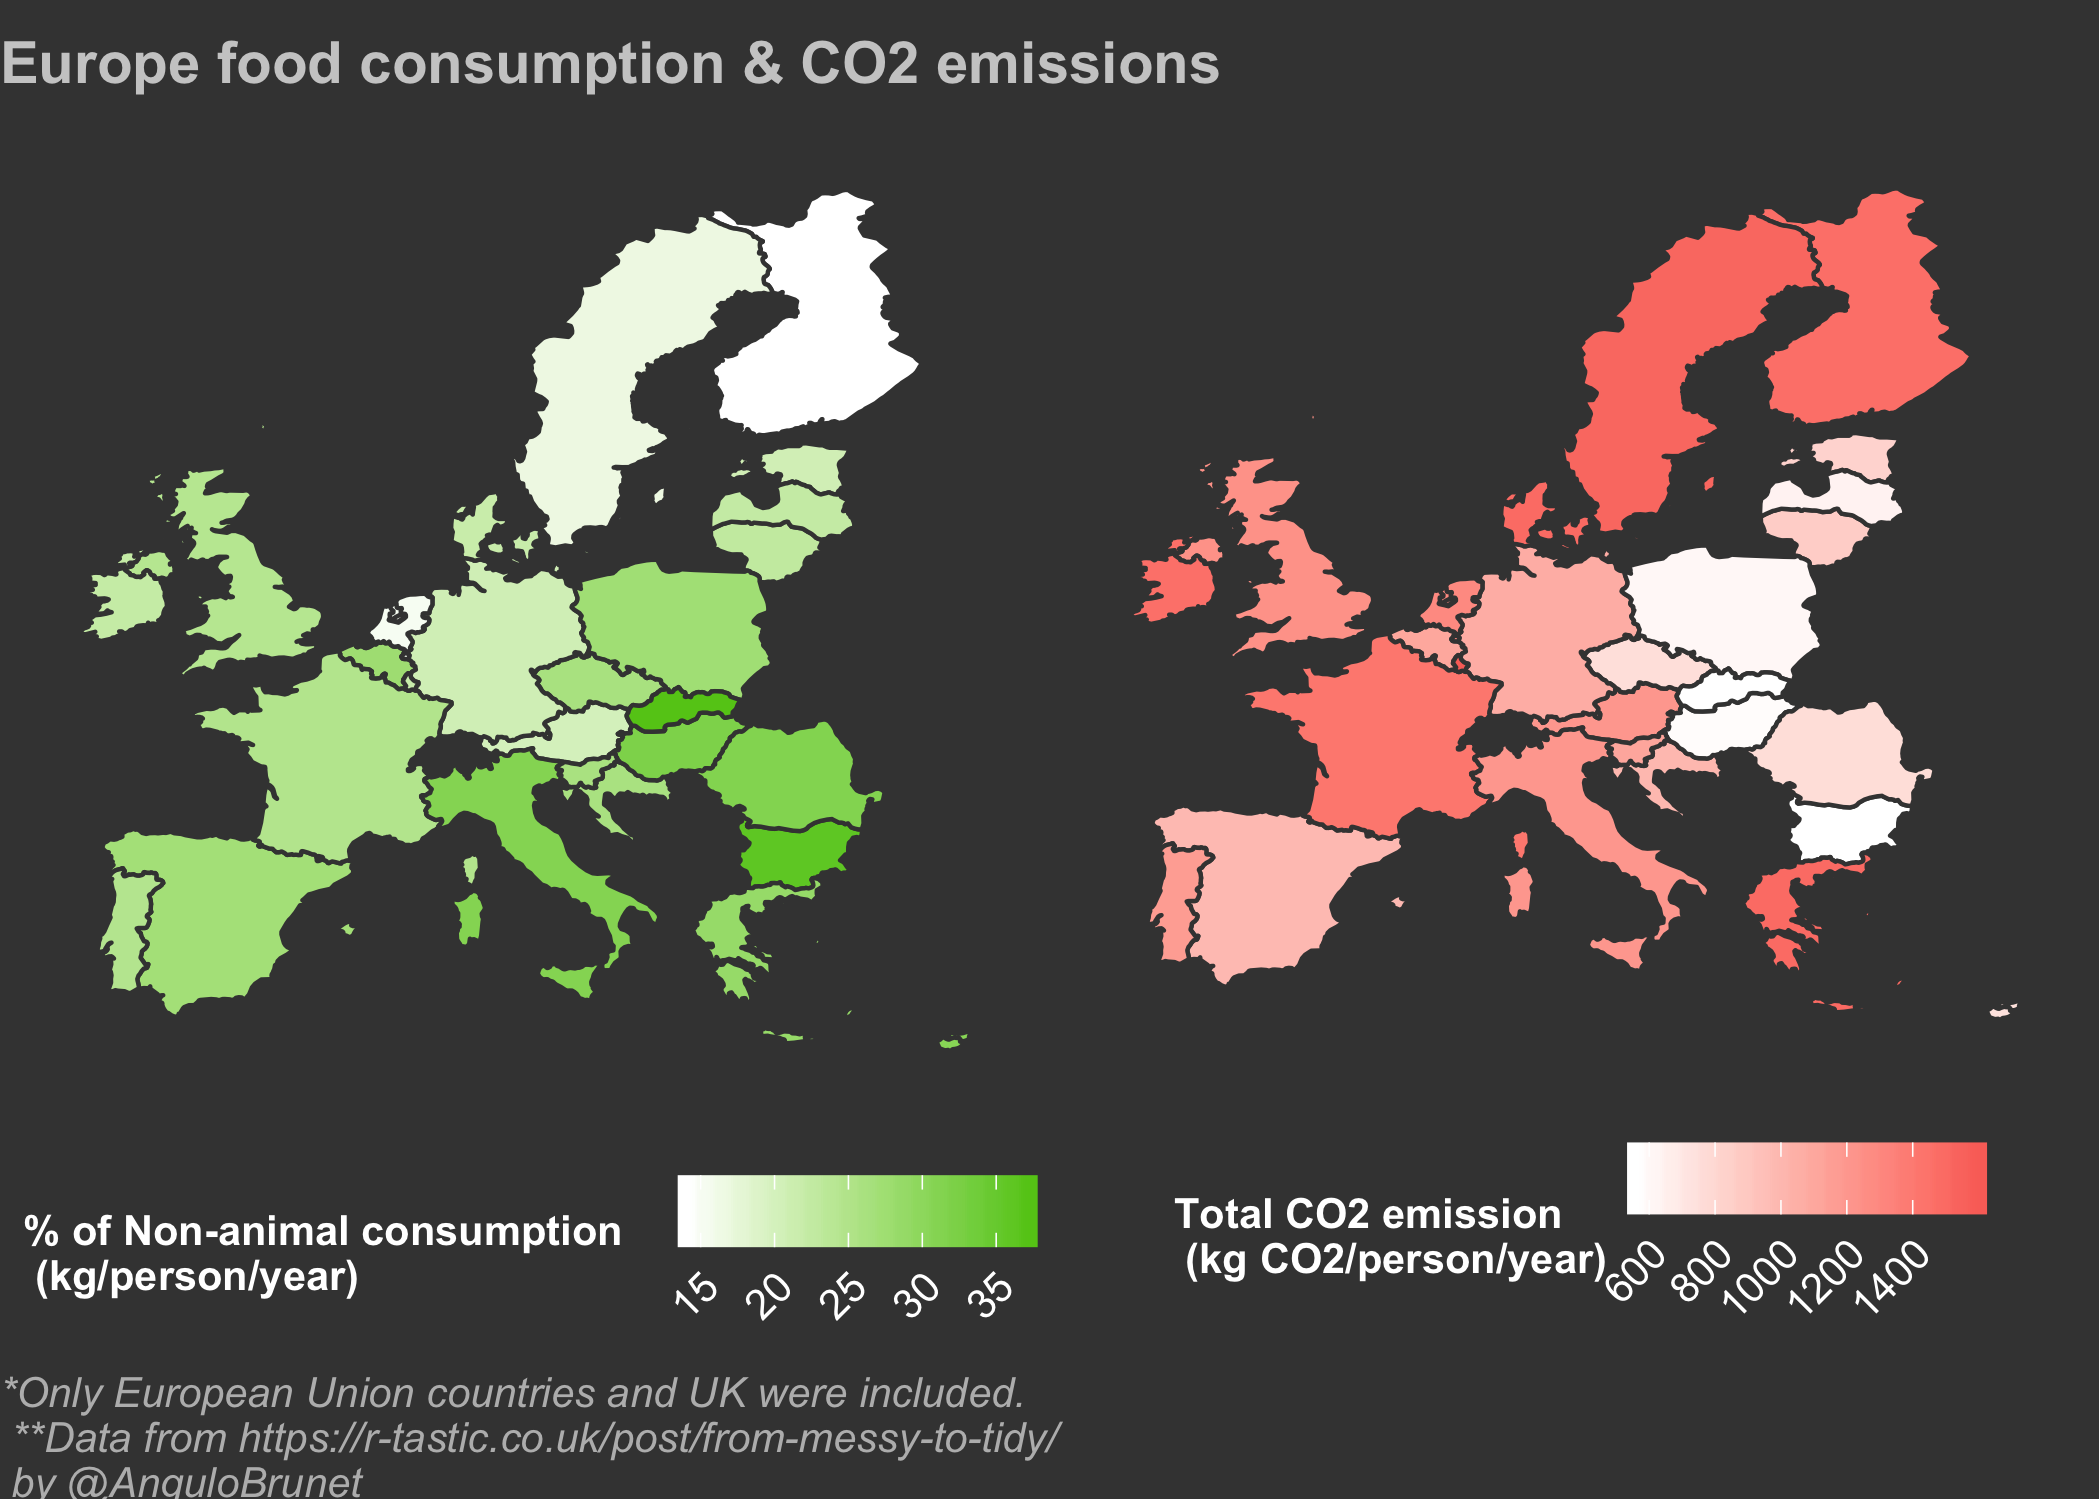 Europe food consumption & CO2 emissions
% of Non-animal consumption
(kg/person/year)
15 20 25 30 35
Total CO2 emission
(kg CO2/person/year)
600 800 1000 1200 1400
*Only European Union countries and UK were included.
**Data from https://r-tastic.co.uk/post/from-messy-to-tidy/
by @AnguloBrunet